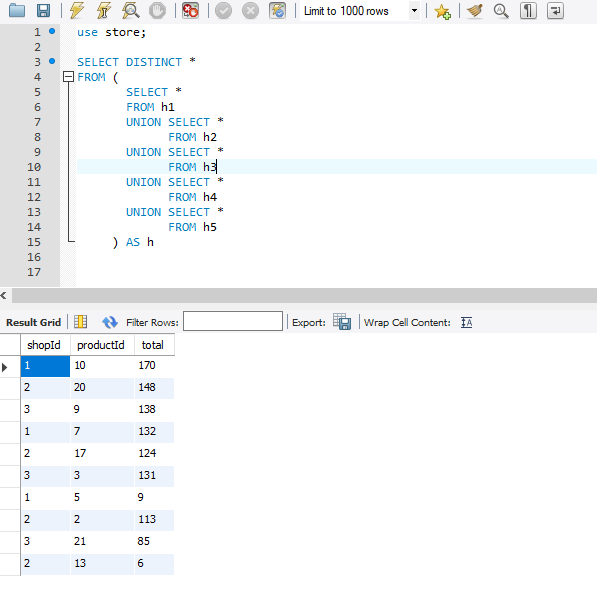 Limit to 1000 rows
1 use store;
2
3 SELECT DISTINCT *
4 FROM (
5 SELECT *
6 FROM h1
7 UNION SELECT *
8 FROM h2
9 UNION SELECT *
10 FROM h3
11 UNION SELECT *
12 FROM h4
13 UNION SELECT *
14 FROM h5
15 ) AS h
16
17
Result Grid Filter Rows: Export: Wrap Cell Content: IA
shopId productId total
1 10 170
2 20 148
3 9 138
1 7 132
2 17 124
3 3 131
1 5 9
2 2 113
3 21 85
2 13 6